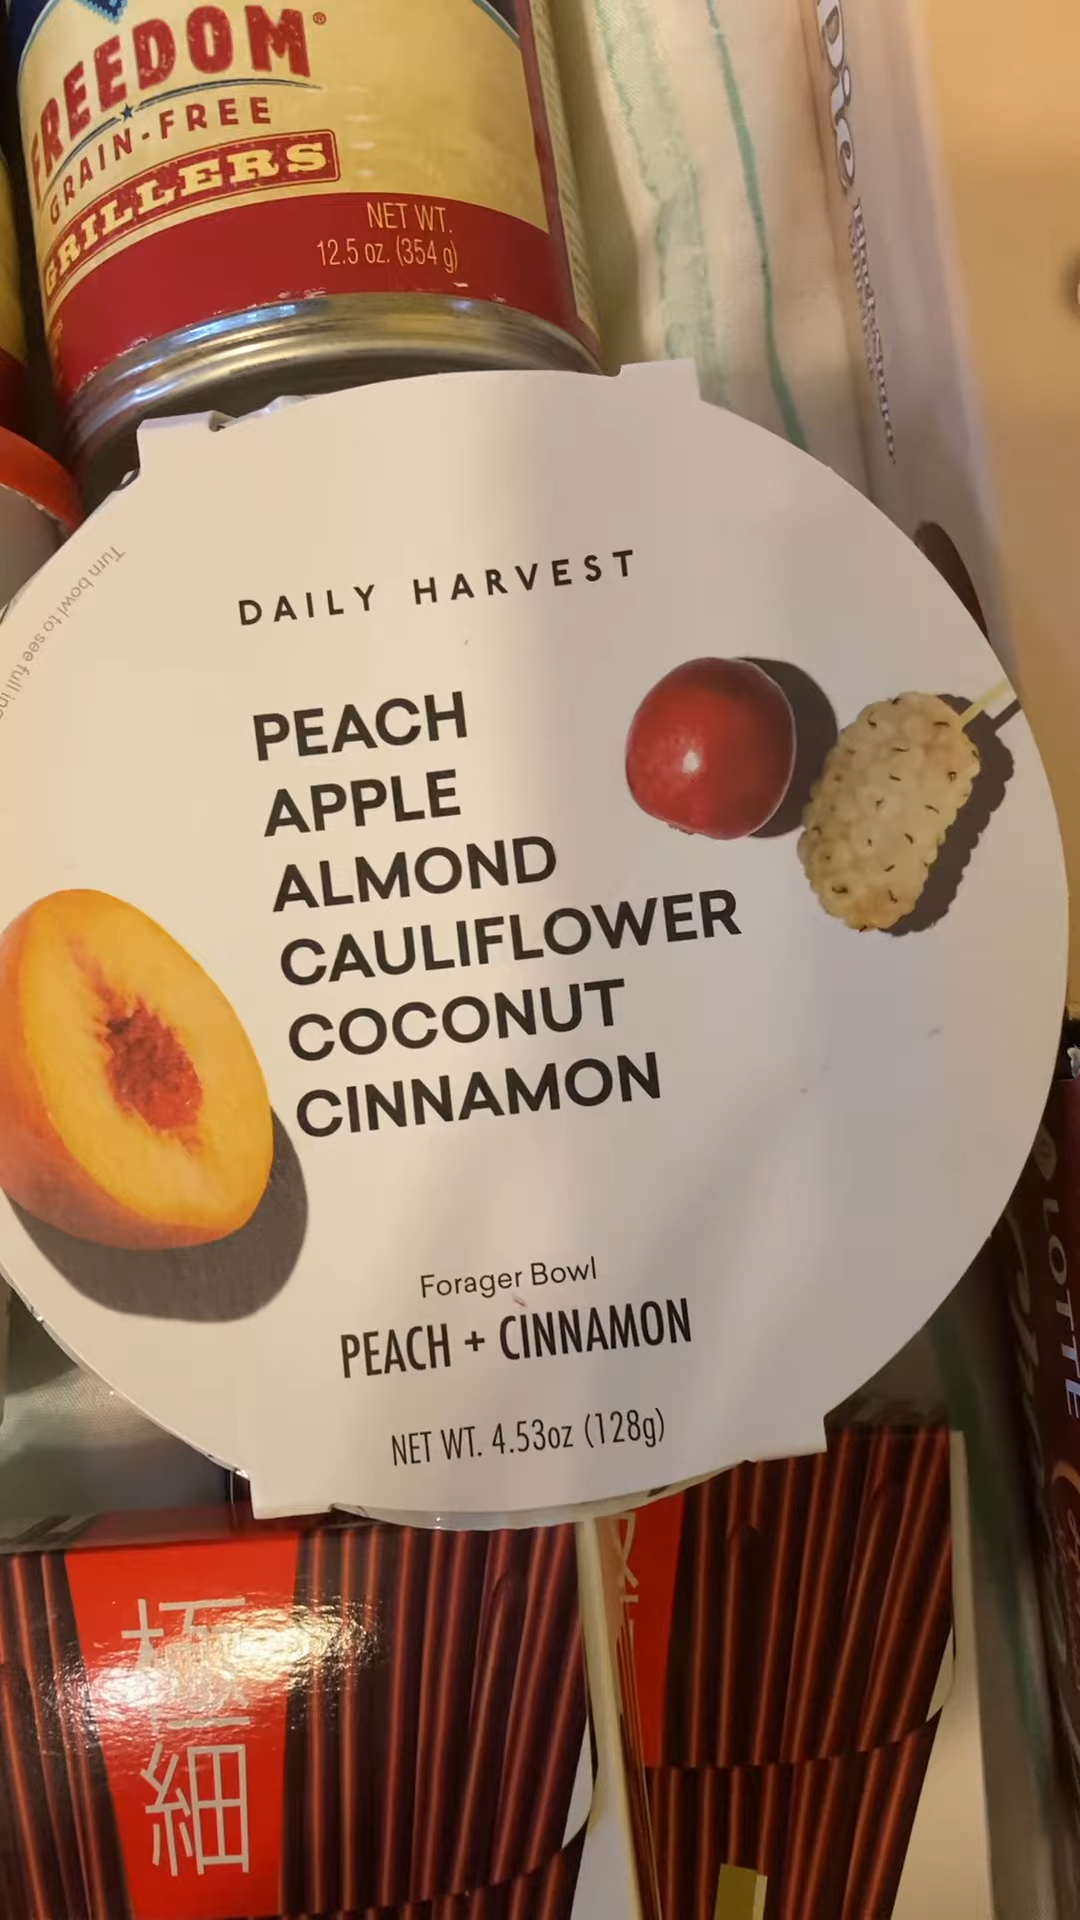 FREEDOM®
GRAIN-FREE
GRILLERS
NET WT.
12.5 oz. (354 g)
Turn bowl to see full
DAILY HARVEST
PEACH
APPLE
ALMOND
CAULIFLOWER
COCONUT
CINNAMON
Forager Bowl
PEACH + CINNAMON
NET WT. 4.53oz (128g)
極細